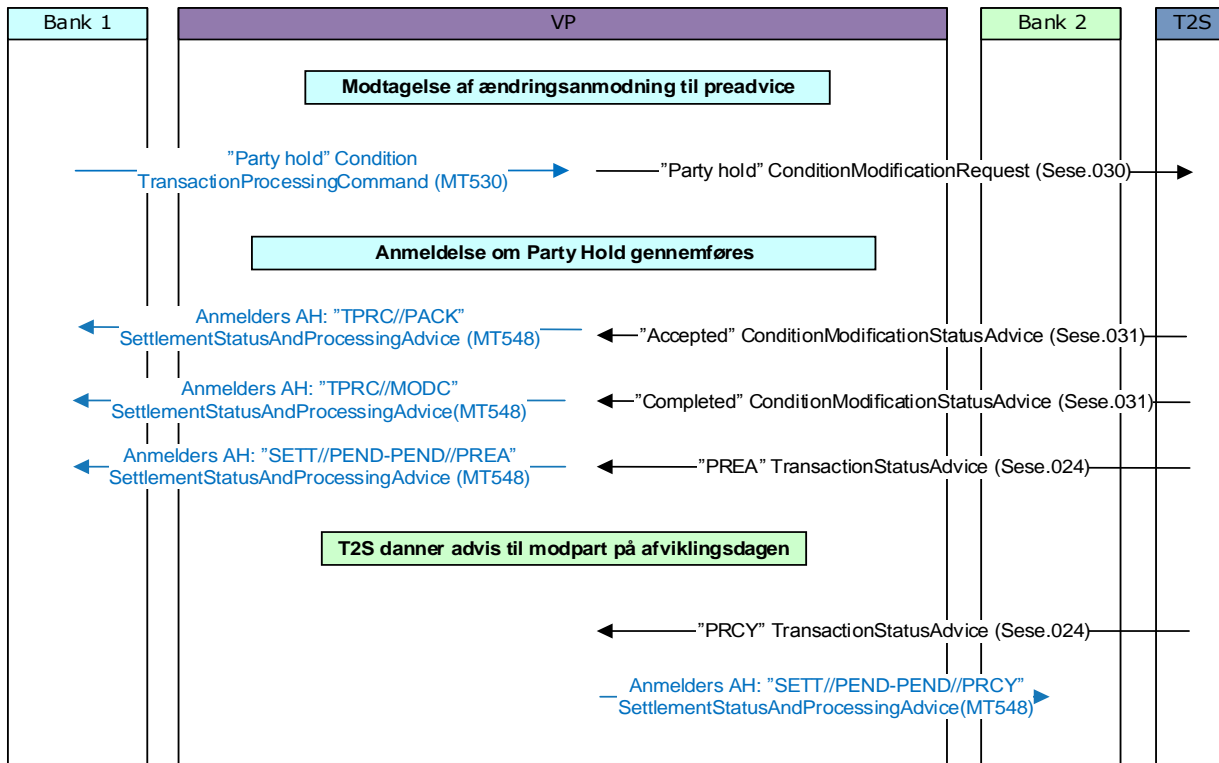 Bank 1
VP
Bank 2
T2S
Modtagelse af ændringsanmodning til preadvice
”Party hold” Condition
TransactionProcessingCommand (MT530)
”Party hold” ConditionModificationRequest (Sese.030)
Anmeldelse om Party Hold gennemføres
Anmelders AH: ”TPRC//PACK”
SettlementStatusAndProcessingAdvice (MT548)
”Accepted” ConditionModificationStatusAdvice (Sese.031)
Anmelders AH: ”TPRC//MODC”
SettlementStatusAndProcessingAdvice(MT548)
”Completed” ConditionModificationStatusAdvice (Sese.031)
Anmelders AH: ”SETT//PEND-PEND//PREA”
SettlementStatusAndProcessingAdvice (MT548)
”PREA” TransactionStatusAdvice (Sese.024)
T2S danner advis til modpart på afviklingsdagen
”PRCY” TransactionStatusAdvice (Sese.024)
Anmelders AH: ”SETT//PEND-PEND//PRCY”
SettlementStatusAndProcessingAdvice(MT548)